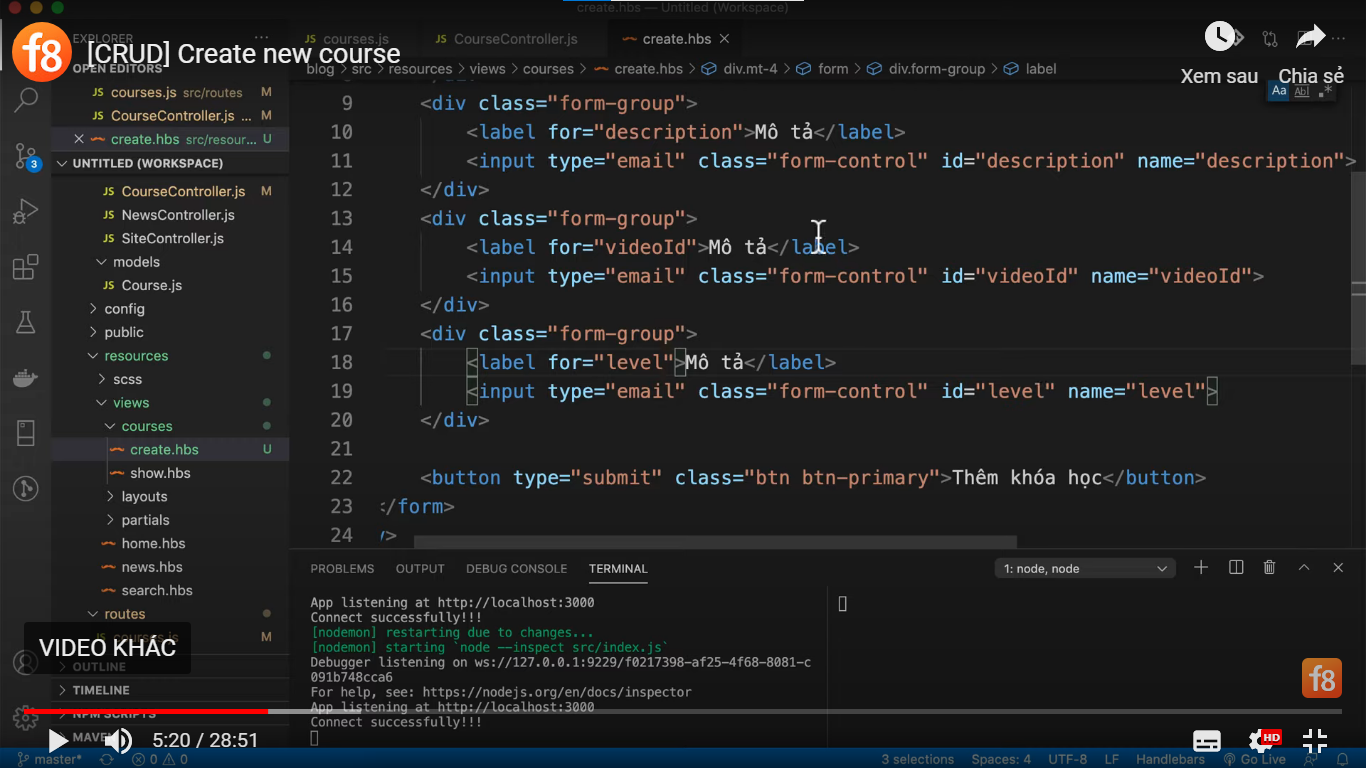 create.hbs — Untitled (Workspace)
f8
[CRUD] Create new course
Xem sau
Chia sẻ
EXPLORER
OPEN EDITORS
JS courses.js src/routes M
JS CourseController.js ... M
create.hbs src/resour... U
UNTITLED (WORKSPACE)
JS CourseController.js M
JS NewsController.js
JS SiteController.js
models
JS Course.js
config
public
resources
scss
views
courses
create.hbs U
show.hbs
layouts
partials
home.hbs
news.hbs
search.hbs
routes
JS courses.js M
OUTLINE
TIMELINE
NPM SCRIPTS
MAVEN
3
JS courses.js
JS CourseController.js
create.hbs
blog > src > resources > views > courses > create.hbs > div.mt-4 > form > div.form-group > label
Aa Abl .*
9 <div class="form-group">
10 <label for="description">Mô tả</label>
11 <input type="email" class="form-control" id="description" name="description">
12 </div>
13 <div class="form-group">
14 <label for="videoId">Mô tả</label>
15 <input type="email" class="form-control" id="videoId" name="videoId">
16 </div>
17 <div class="form-group">
18 <label for="level">Mô tả</label>
19 <input type="email" class="form-control" id="level" name="level">
20 </div>
21
22 <button type="submit" class="btn btn-primary">Thêm khóa học</button>
23 </form>
24 />
PROBLEMS OUTPUT DEBUG CONSOLE TERMINAL
1: node, node
App listening at http://localhost:3000
Connect successfully!!!
[nodemon] restarting due to changes...
[nodemon] starting `node --inspect src/index.js`
Debugger listening on ws://127.0.0.1:9229/f0217398-af25-4f68-8081-c
091b748cca6
For help, see: https://nodejs.org/en/docs/inspector
App listening at http://localhost:3000
Connect successfully!!!
VIDEO KHÁC
f8
5:20 / 28:51
HD
master* 0 0
3 selections Spaces: 4 UTF-8 LF Handlebars Go Live